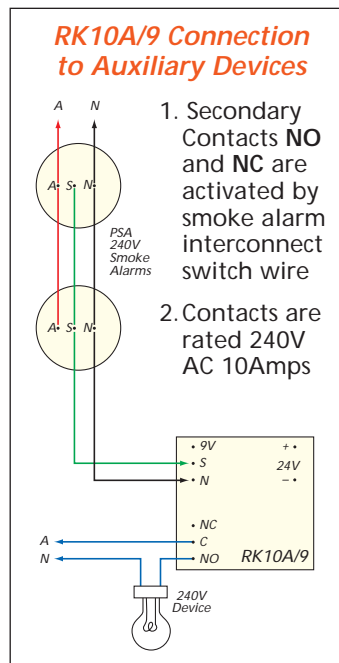 RK10A/9 Connection
to Auxiliary Devices
A N
1. Secondary
Contacts NO
and NC are
activated by
smoke alarm
interconnect
switch wire
A S N
PSA
240V
Smoke
Alarms
2. Contacts are
rated 240V
AC 10Amps
A S N
9V +
S 24V
N –
NC
A C
N NO RK10A/9
240V
Device